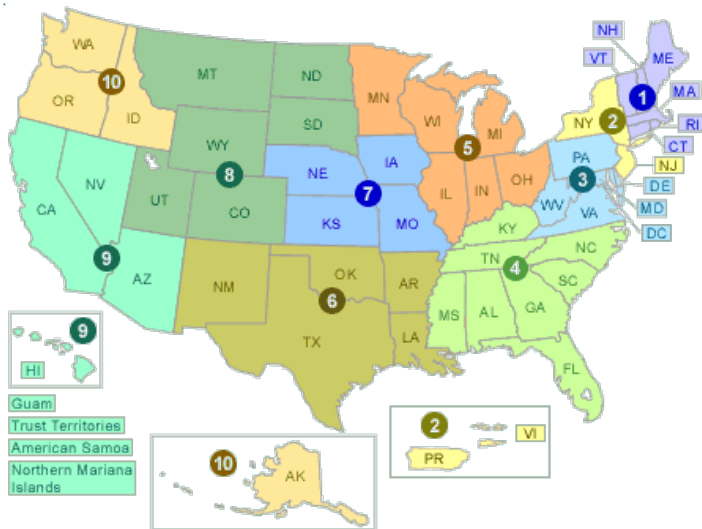 NH
WA
VT
ME
MT
ND
10
MN
1
MA
OR
ID
WI
MI
NY
2
RI
SD
5
CT
WY
PA
NJ
8
NE
IA
3
DE
NV
7
IL
IN
OH
WV
MD
CA
UT
CO
KS
MO
VA
DC
KY
NC
9
TN
4
AZ
OK
AR
SC
NM
6
MS
AL
GA
9
TX
LA
HI
FL
Guam
Trust Territories
2
VI
American Samoa
10
PR
Northern Mariana
Islands
AK